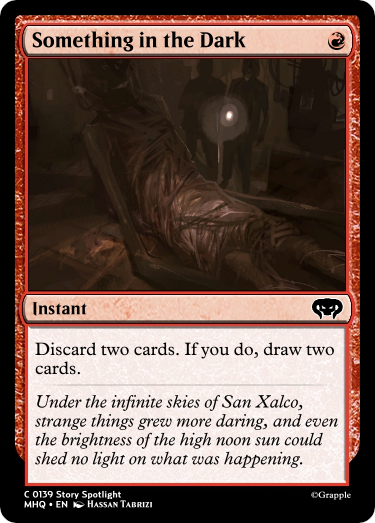 Something in the Dark
Instant
Discard two cards. If you do, draw two
cards.
Under the infinite skies of San Xalco,
strange things grew more daring, and even
the brightness of the high noon sun could
shed no light on what was happening.
C 0139 Story Spotlight
©Grapple
MHQ • EN Hassan Tabrizi